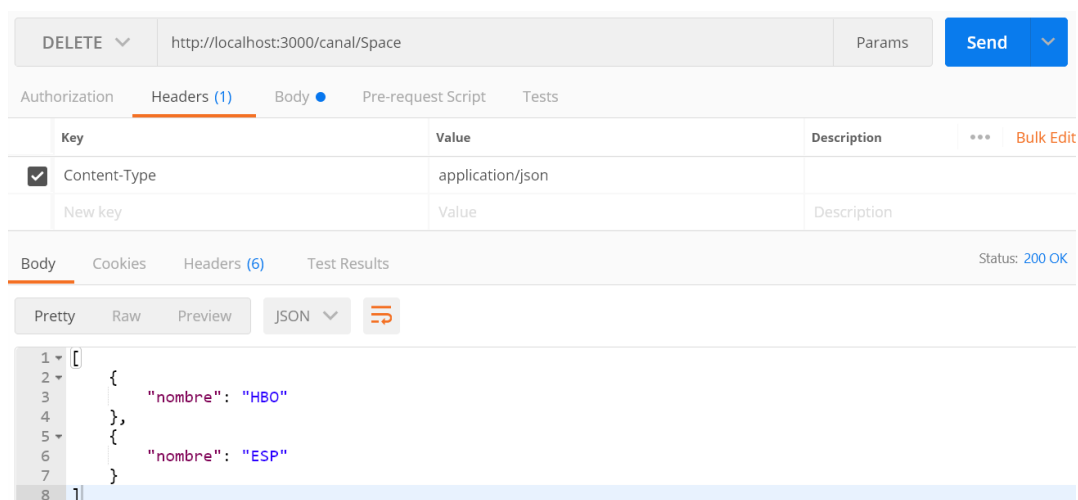 DELETE http://localhost:3000/canal/Space Params Send
Authorization Headers (1) Body Pre-request Script Tests
Key Value Description ••• Bulk Edit
Content-Type application/json
New key Value Description
Body Cookies Headers (6) Test Results Status: 200 OK
Pretty Raw Preview JSON
1 [
2 {
3 "nombre": "HBO"
4 },
5 {
6 "nombre": "ESP"
7 }
8 ]